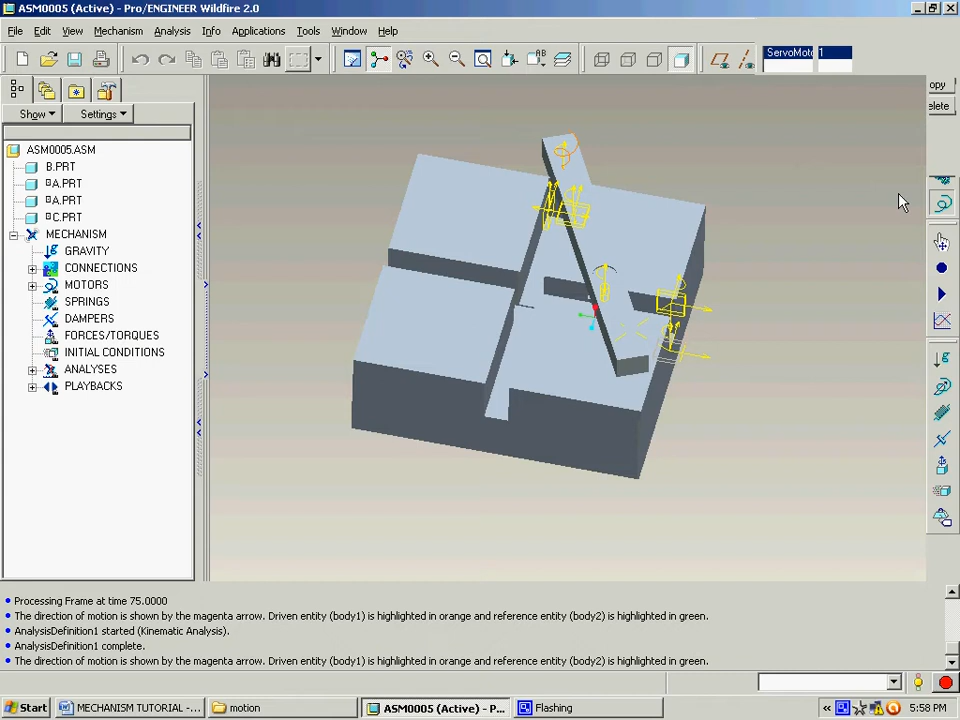 ASM0005 (Active) - Pro/ENGINEER Wildfire 2.0
File Edit View Mechanism Analysis Info Applications Tools Window Help
ServoMoto 1
opy
elete
Show Settings
ASM0005.ASM
B.PRT
A.PRT
A.PRT
C.PRT
MECHANISM
GRAVITY
CONNECTIONS
MOTORS
SPRINGS
DAMPERS
FORCES/TORQUES
INITIAL CONDITIONS
ANALYSES
PLAYBACKS
Processing Frame at time 75.0000
The direction of motion is shown by the magenta arrow. Driven entity (body1) is highlighted in orange and reference entity (body2) is highlighted in green.
AnalysisDefinition1 started (Kinematic Analysis).
AnalysisDefinition1 complete.
The direction of motion is shown by the magenta arrow. Driven entity (body1) is highlighted in orange and reference entity (body2) is highlighted in green.
Start MECHANISM TUTORIAL -... motion ASM0005 (Active) - P... Flashing « 5:58 PM